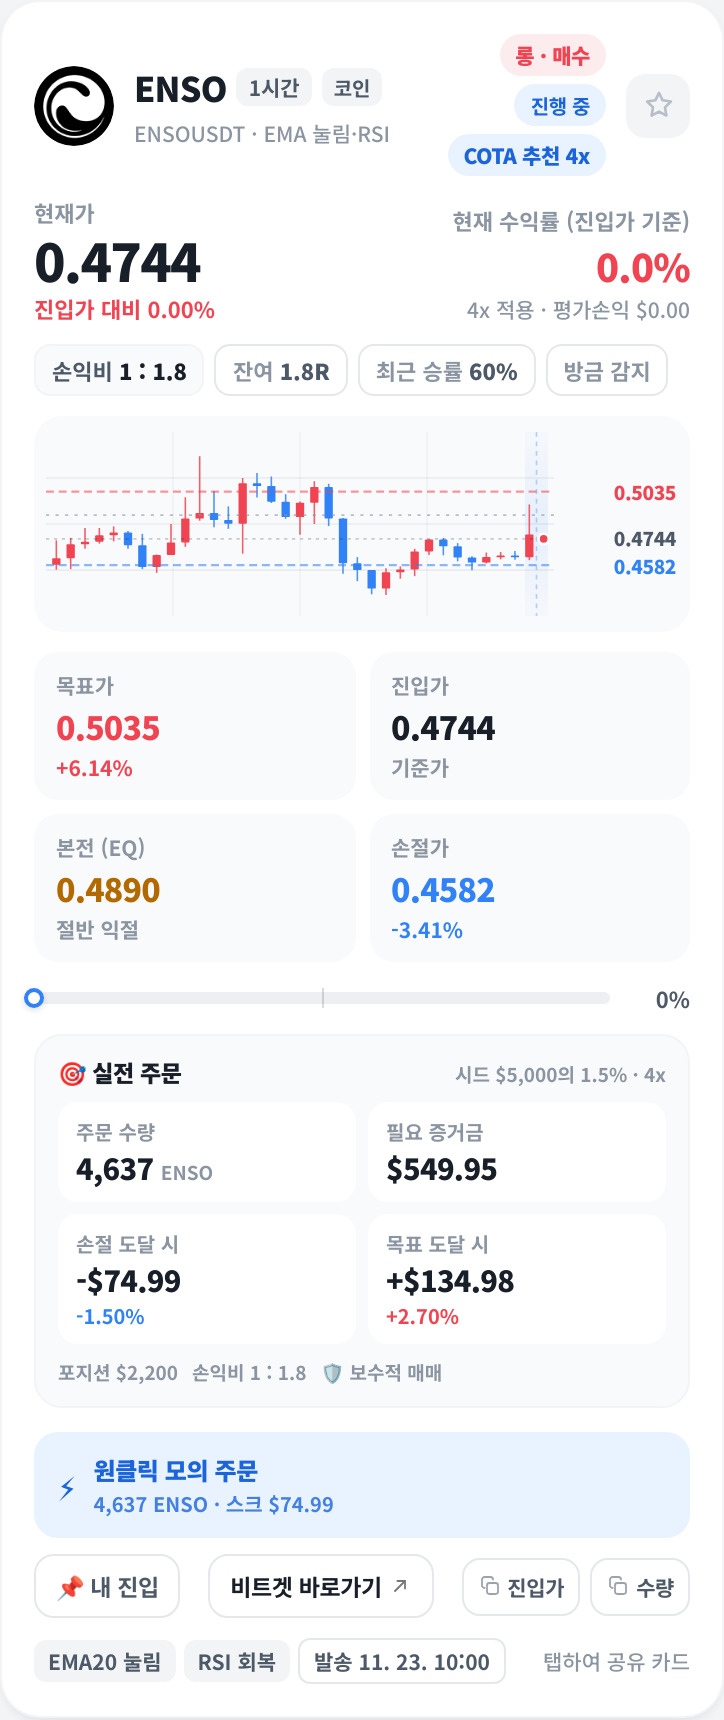 ENSO 1시간 코인
ENSOUSDT · EMA 눌림·RSI
롱 · 매수
진행 중
COTA 추천 4x
현재가
0.4744
진입가 대비 0.00%
현재 수익률 (진입가 기준)
0.0%
4x 적용 · 평가손익 $0.00
손익비 1 : 1.8
잔여 1.8R
최근 승률 60%
방금 감지
0.5035
0.4744
0.4582
목표가
0.5035
+6.14%
진입가
0.4744
기준가
본전 (EQ)
0.4890
절반 익절
손절가
0.4582
-3.41%
0%
🎯 실전 주문
시드 $5,000의 1.5% · 4x
주문 수량
4,637 ENSO
필요 증거금
$549.95
손절 도달 시
-$74.99
-1.50%
목표 도달 시
+$134.98
+2.70%
포지션 $2,200 손익비 1 : 1.8 🛡️ 보수적 매매
⚡ 원클릭 모의 주문
4,637 ENSO · 스크 $74.99
📌 내 진입
비트겟 바로가기 ↗
진입가
수량
EMA20 눌림
RSI 회복
발송 11. 23. 10:00
탭하여 공유 카드